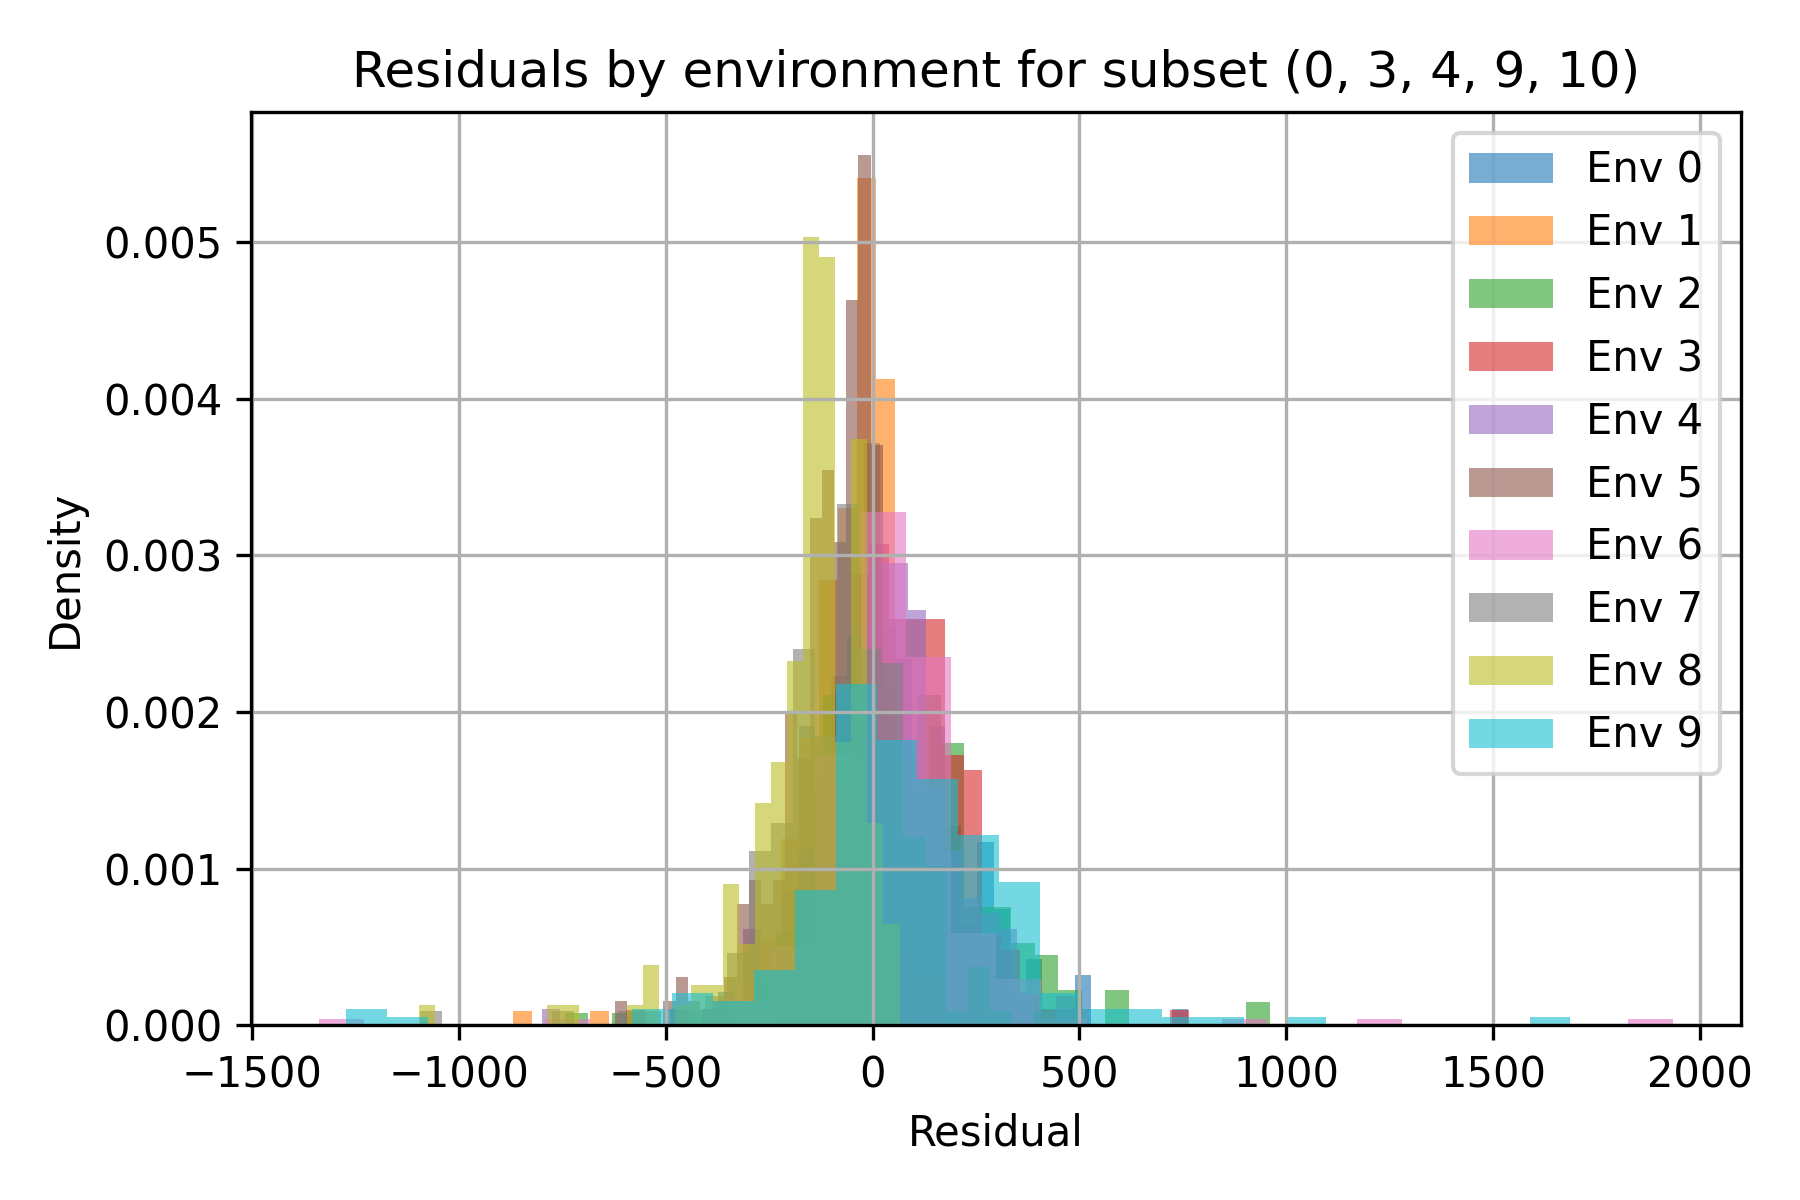 Residuals by environment for subset (0, 3, 4, 9, 10)
Env 0
Env 1
Env 2
Env 3
Env 4
Env 5
Env 6
Env 7
Env 8
Env 9
Density
0.005
0.004
0.003
0.002
0.001
0.000
−1500 −1000 −500 0 500 1000 1500 2000
Residual